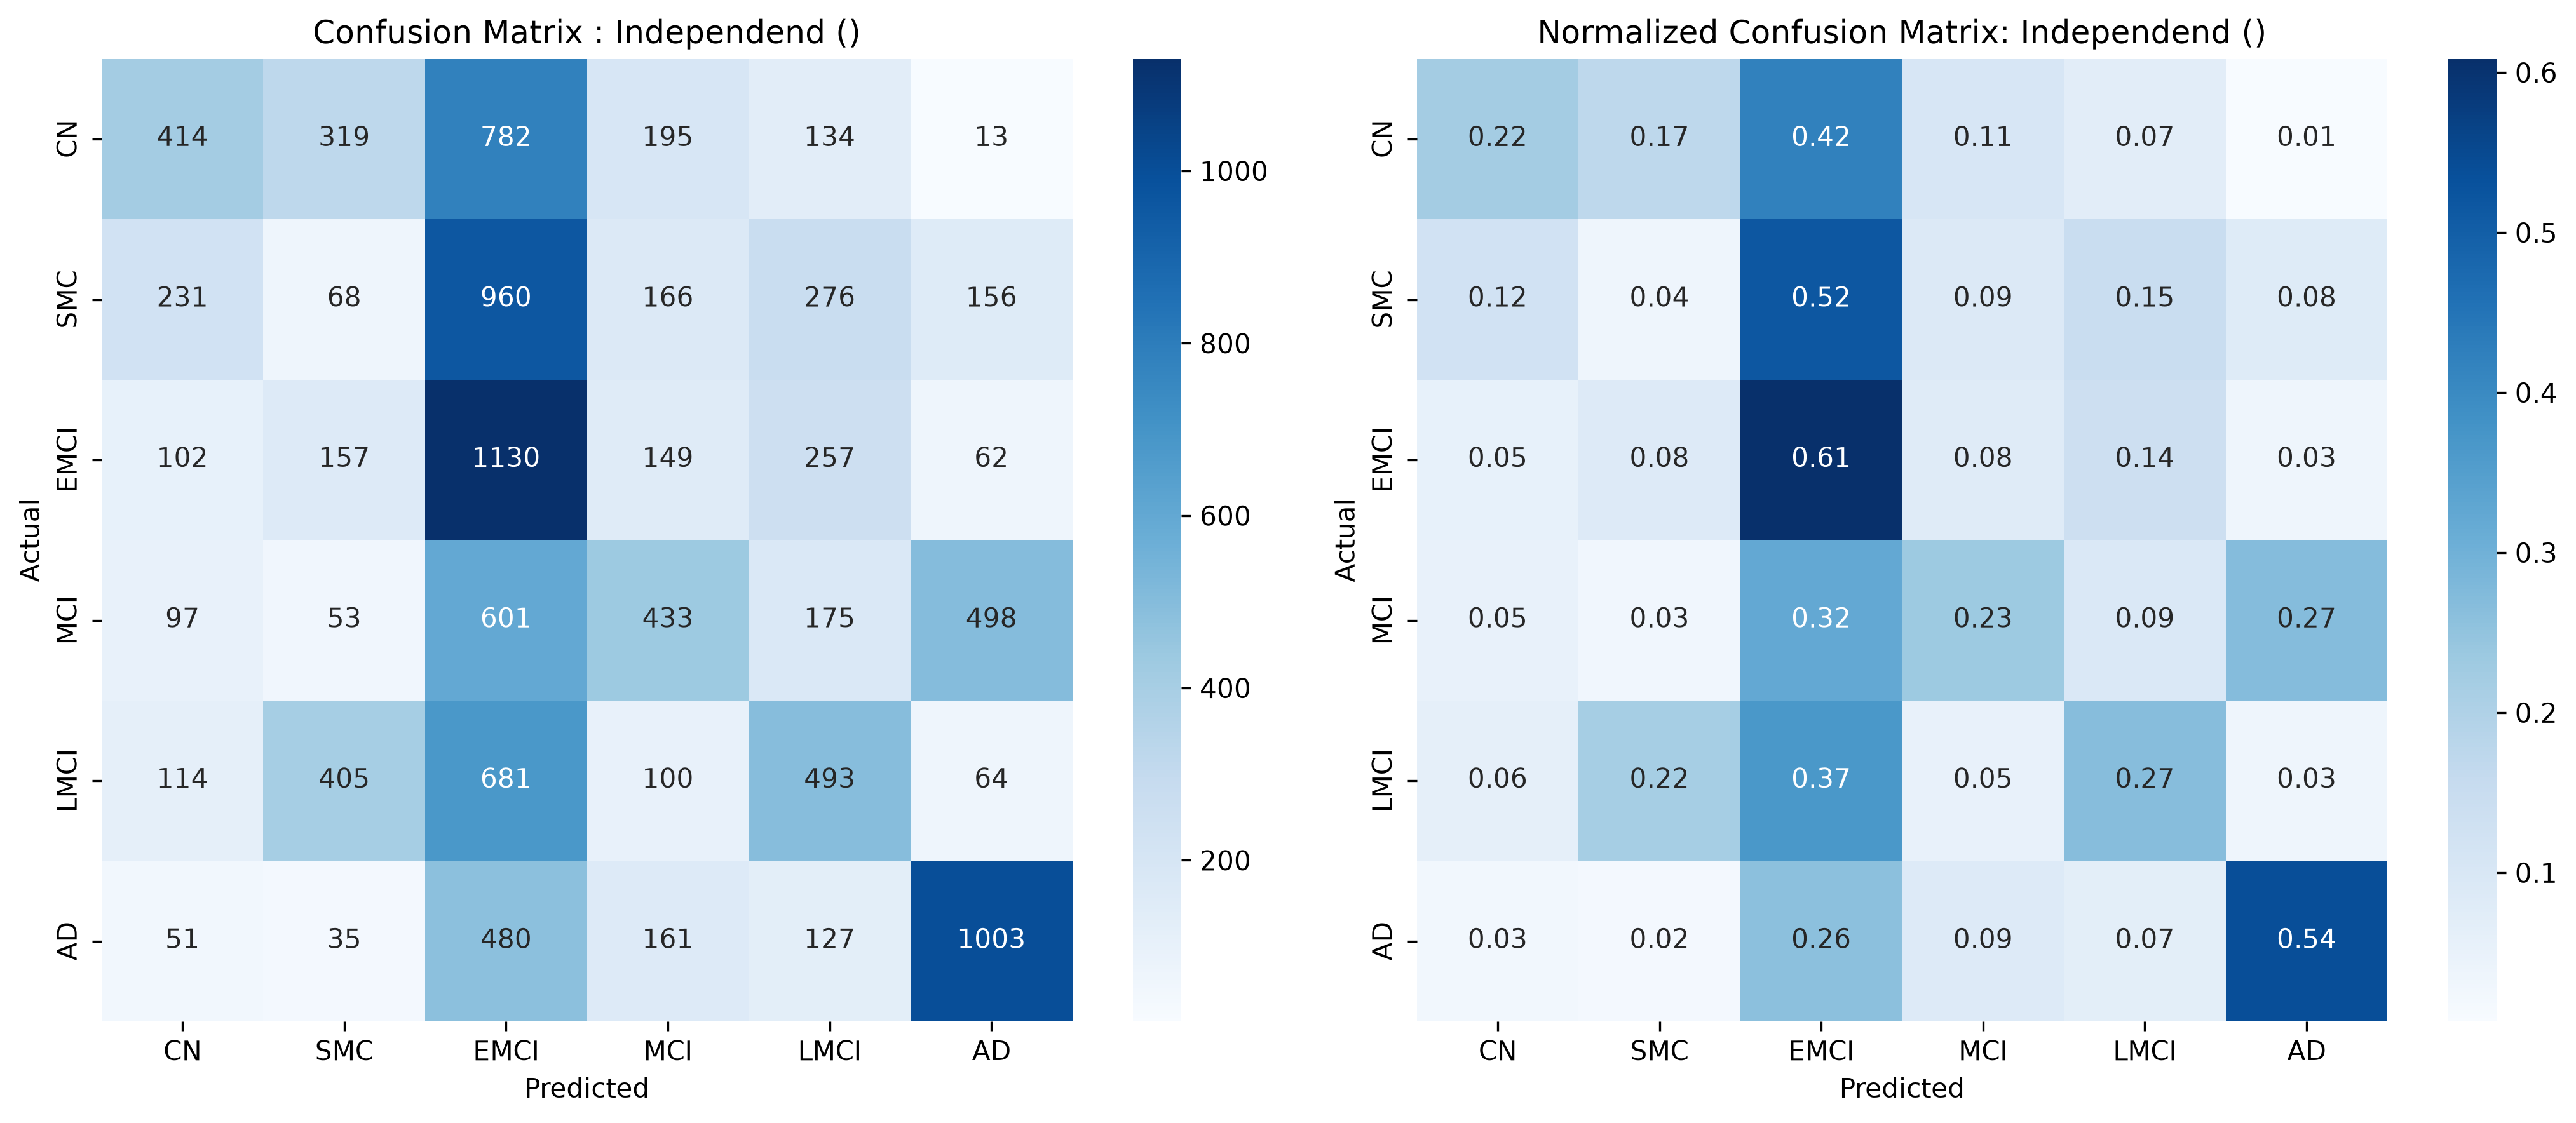 Confusion Matrix : Independend ()
CN 414 319 782 195 134 13
SMC 231 68 960 166 276 156
EMCI 102 157 1130 149 257 62
MCI 97 53 601 433 175 498
LMCI 114 405 681 100 493 64
AD 51 35 480 161 127 1003
CN SMC EMCI MCI LMCI AD
Predicted
Actual
1000
800
600
400
200
Normalized Confusion Matrix: Independend ()
CN 0.22 0.17 0.42 0.11 0.07 0.01
SMC 0.12 0.04 0.52 0.09 0.15 0.08
EMCI 0.05 0.08 0.61 0.08 0.14 0.03
MCI 0.05 0.03 0.32 0.23 0.09 0.27
LMCI 0.06 0.22 0.37 0.05 0.27 0.03
AD 0.03 0.02 0.26 0.09 0.07 0.54
CN SMC EMCI MCI LMCI AD
Predicted
Actual
0.6
0.5
0.4
0.3
0.2
0.1